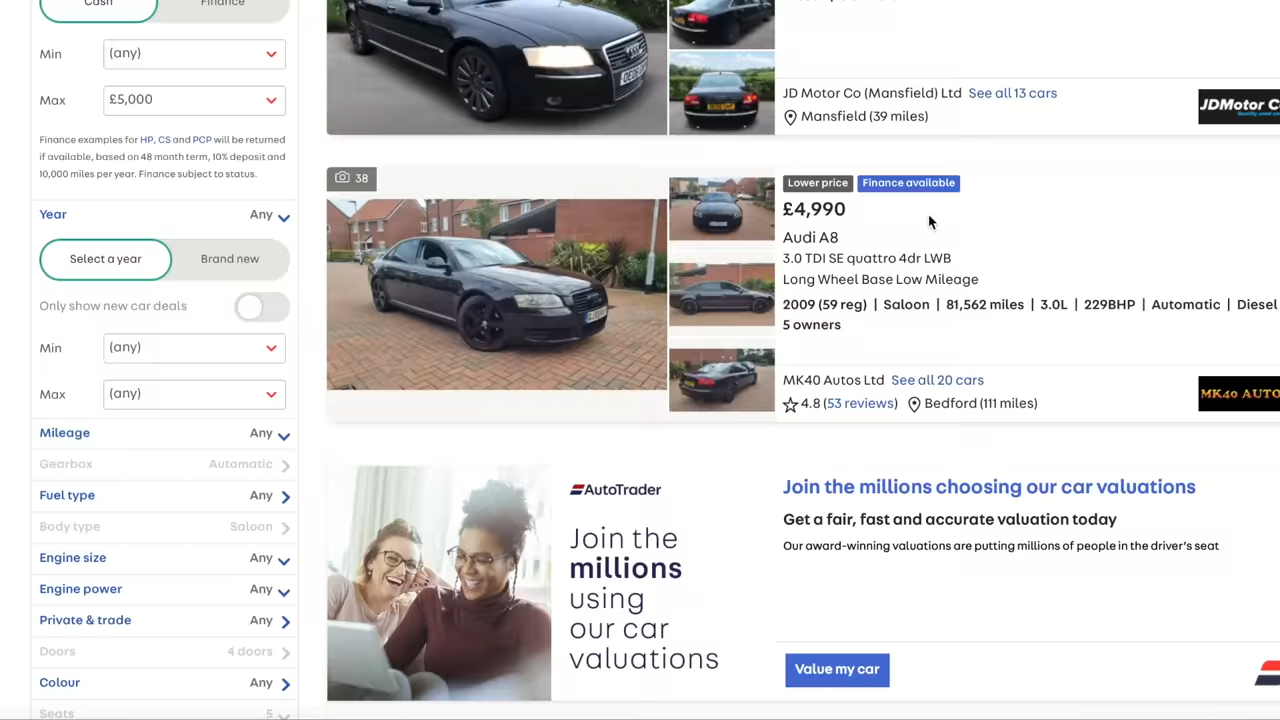 Cash
Finance
Min
(any)
Max
£5,000
Finance examples for HP, CS and PCP will be returned
if available, based on 48 month term, 10% deposit and
10,000 miles per year. Finance subject to status.
Year
Any
Select a year
Brand new
Only show new car deals
Min
(any)
Max
(any)
Mileage
Any
Gearbox
Automatic
Fuel type
Any
Body type
Saloon
Engine size
Any
Engine power
Any
Private & trade
Any
Doors
4 doors
Colour
Any
Seats
5
JD Motor Co (Mansfield) Ltd See all 13 cars
Mansfield (39 miles)
JDMotor C
38
Lower price
Finance available
£4,990
Audi A8
3.0 TDI SE quattro 4dr LWB
Long Wheel Base Low Mileage
2009 (59 reg) | Saloon | 81,562 miles | 3.0L | 229BHP | Automatic | Diesel
5 owners
MK40 Autos Ltd See all 20 cars
4.8 (53 reviews) Bedford (111 miles)
MK40 AUTO
AutoTrader
Join the
millions
using
our car
valuations
Join the millions choosing our car valuations
Get a fair, fast and accurate valuation today
Our award-winning valuations are putting millions of people in the driver's seat
Value my car